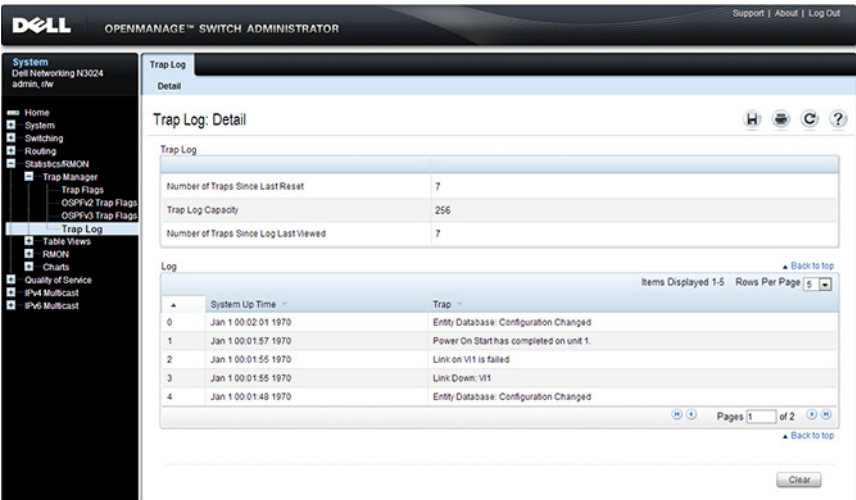 Support | About | Log Out
DELL OPENMANAGE™ SWITCH ADMINISTRATOR
System
Dell Networking N3024
admin, r/w
Home
System
Switching
Routing
Statistics/RMON
Trap Manager
Trap Flags
OSPFv2 Trap Flags
OSPFv3 Trap Flags
Trap Log
Table Views
RMON
Charts
Quality of Service
IPv4 Multicast
IPv6 Multicast
Trap Log
Detail
Trap Log: Detail
Trap Log
Number of Traps Since Last Reset 7
Trap Log Capacity 256
Number of Traps Since Log Last Viewed 7
Log Back to top
Items Displayed 1-5 Rows Per Page 5
System Up Time Trap
0 Jan 1 00:02:01 1970 Entity Database: Configuration Changed
1 Jan 1 00:01:57 1970 Power On Start has completed on unit 1.
2 Jan 1 00:01:55 1970 Link on Vl1 is failed
3 Jan 1 00:01:55 1970 Link Down: Vl1
4 Jan 1 00:01:48 1970 Entity Database: Configuration Changed
Pages 1 of 2
Back to top
Clear